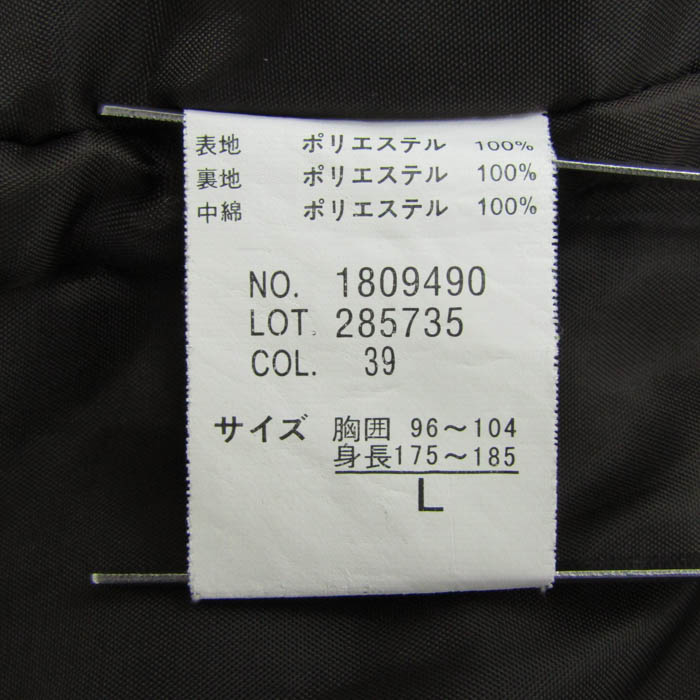 表地 ポリエステル 100%
裏地 ポリエステル 100%
中綿 ポリエステル 100%
NO. 1809490
LOT. 285735
COL. 39
サイズ 胸囲 96～104
身長175～185
L